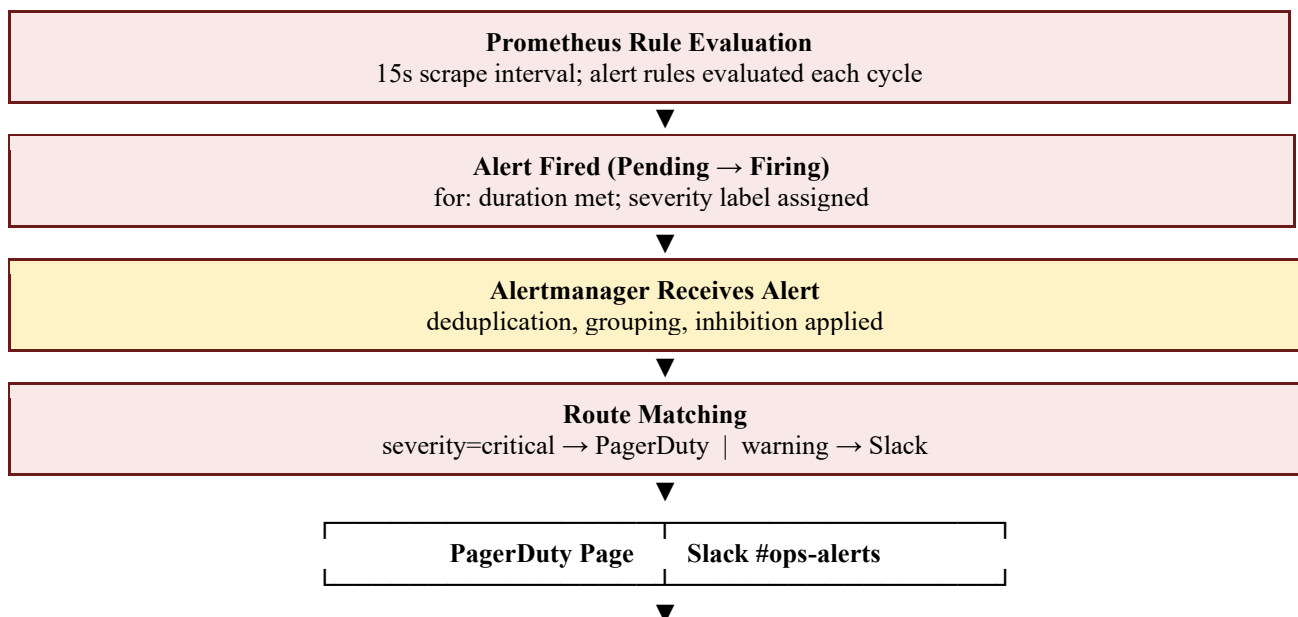 Prometheus Rule Evaluation
15s scrape interval; alert rules evaluated each cycle
▼
Alert Fired (Pending → Firing)
for: duration met; severity label assigned
▼
Alertmanager Receives Alert
deduplication, grouping, inhibition applied
▼
Route Matching
severity=critical → PagerDuty | warning → Slack
▼
PagerDuty Page Slack #ops-alerts
▼